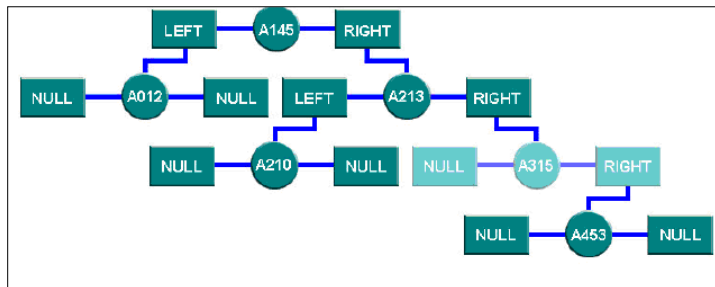 LEFT A145 RIGHT
NULL A012 NULL LEFT A213 RIGHT
NULL A210 NULL NULL A315 RIGHT
NULL A453 NULL